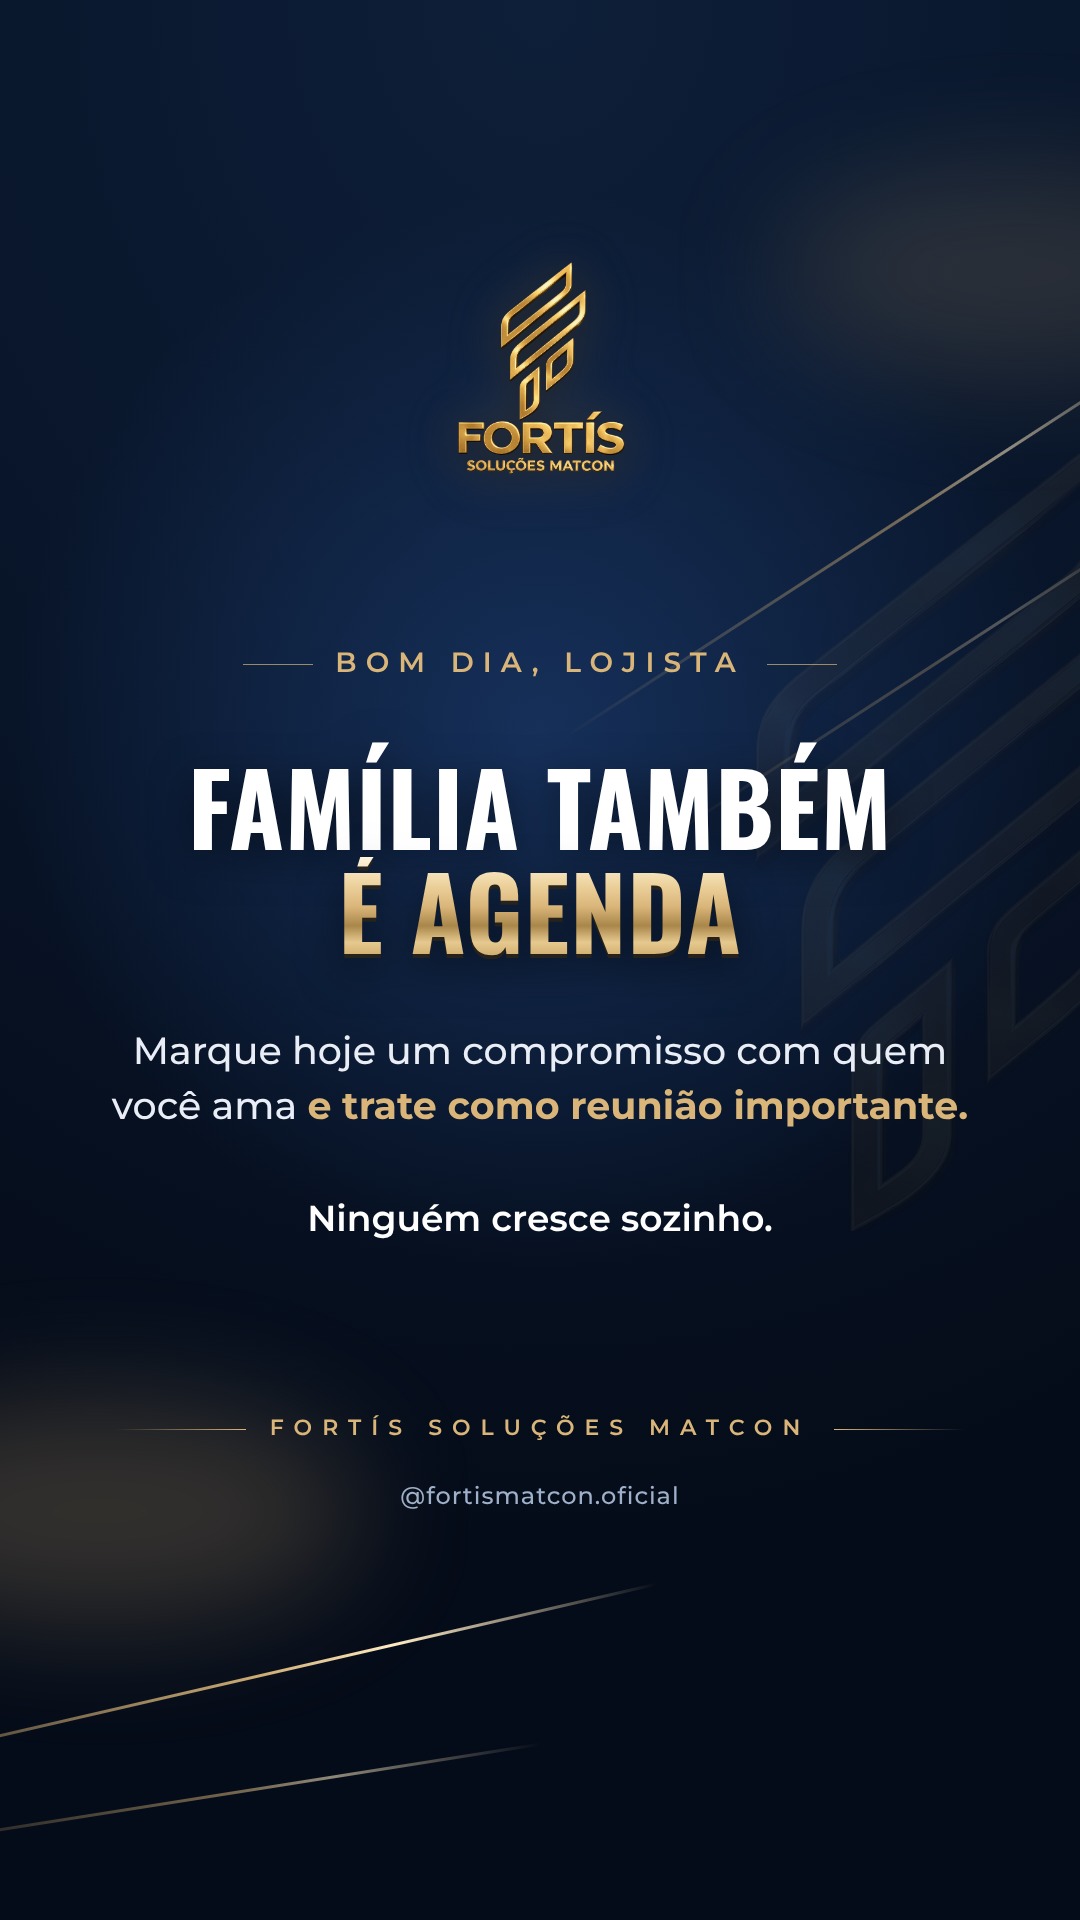 FORTÍS
SOLUÇÕES MATCON
BOM DIA, LOJISTA
FAMÍLIA TAMBÉM
É AGENDA
Marque hoje um compromisso com quem
você ama e trate como reunião importante.
Ninguém cresce sozinho.
FORTÍS SOLUÇÕES MATCON
@fortismatcon.oficial